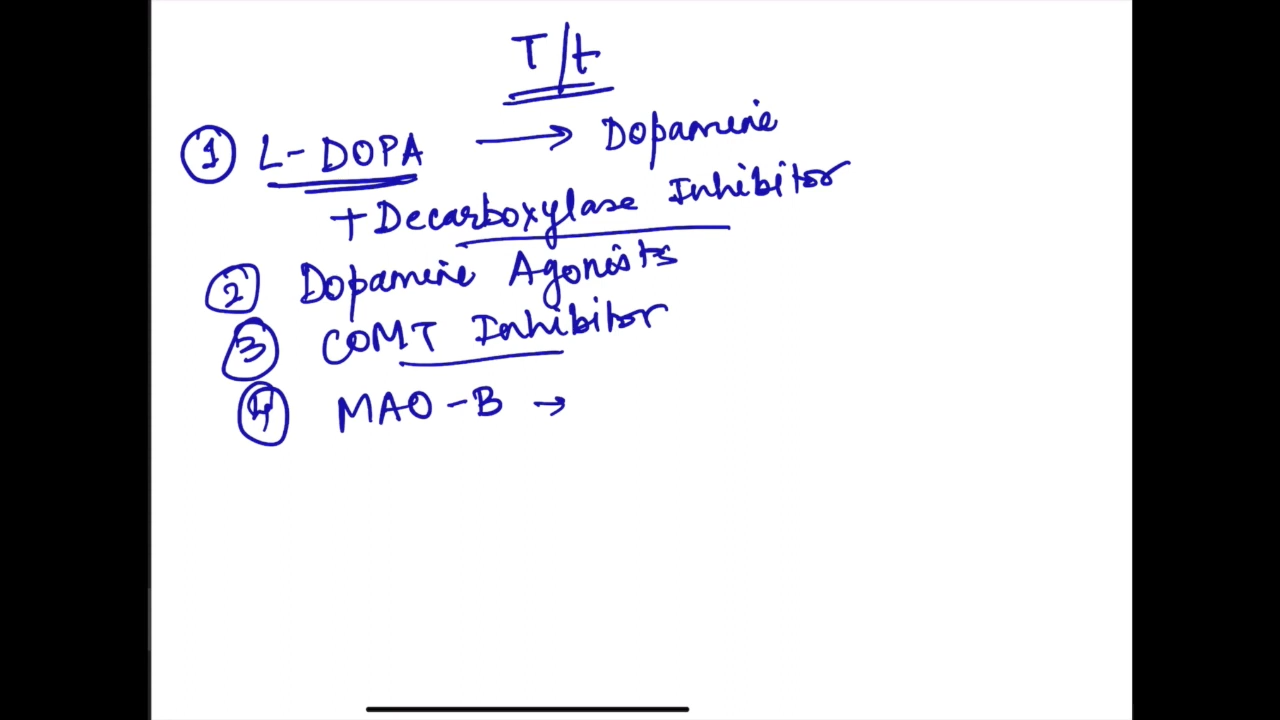 T/t
① L-DOPA → Dopamine
+ Decarboxylase Inhibitor
② Dopamine Agonists
③ COMT Inhibitor
④ MAO-B →